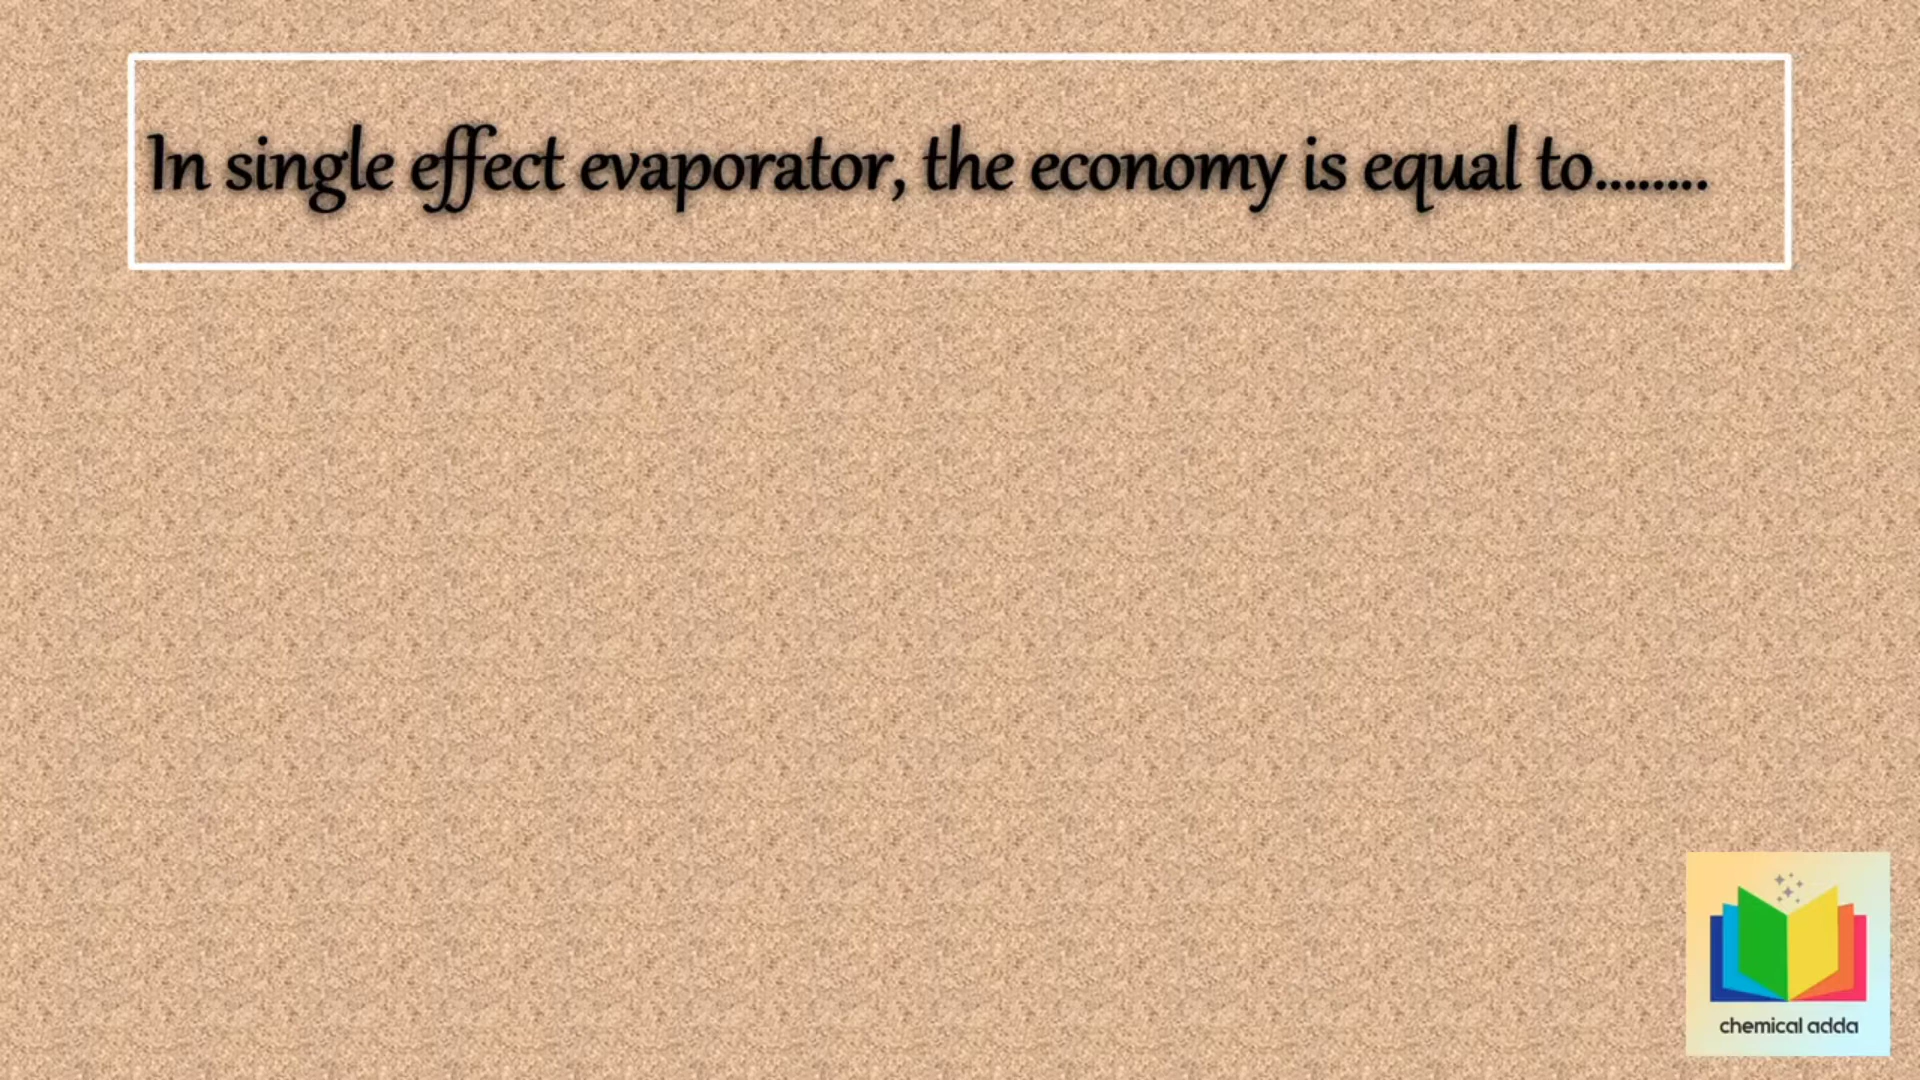 In single effect evaporator, the economy is equal to........
chemical adda